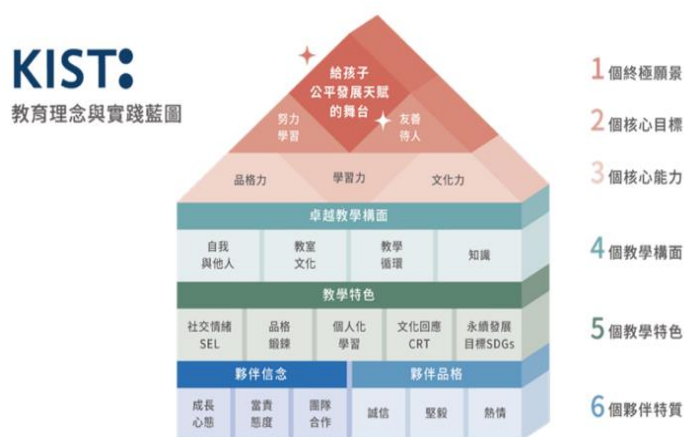 KIST:
教育理念與實踐藍圖
給孩子
公平發展天賦
的舞台
努力
學習
友善
待人
品格力
學習力
文化力
卓越教學構面
自我
與他人
教室
文化
教學
循環
知識
教學特色
社交情緒
SEL
品格
鍛鍊
個人化
學習
文化回應
CRT
永續發展
目標SDGs
夥伴信念
夥伴品格
成長
心態
當責
態度
團隊
合作
誠信
堅毅
熱情
1個終極願景
2個核心目標
3個核心能力
4個教學構面
5個教學特色
6個夥伴特質